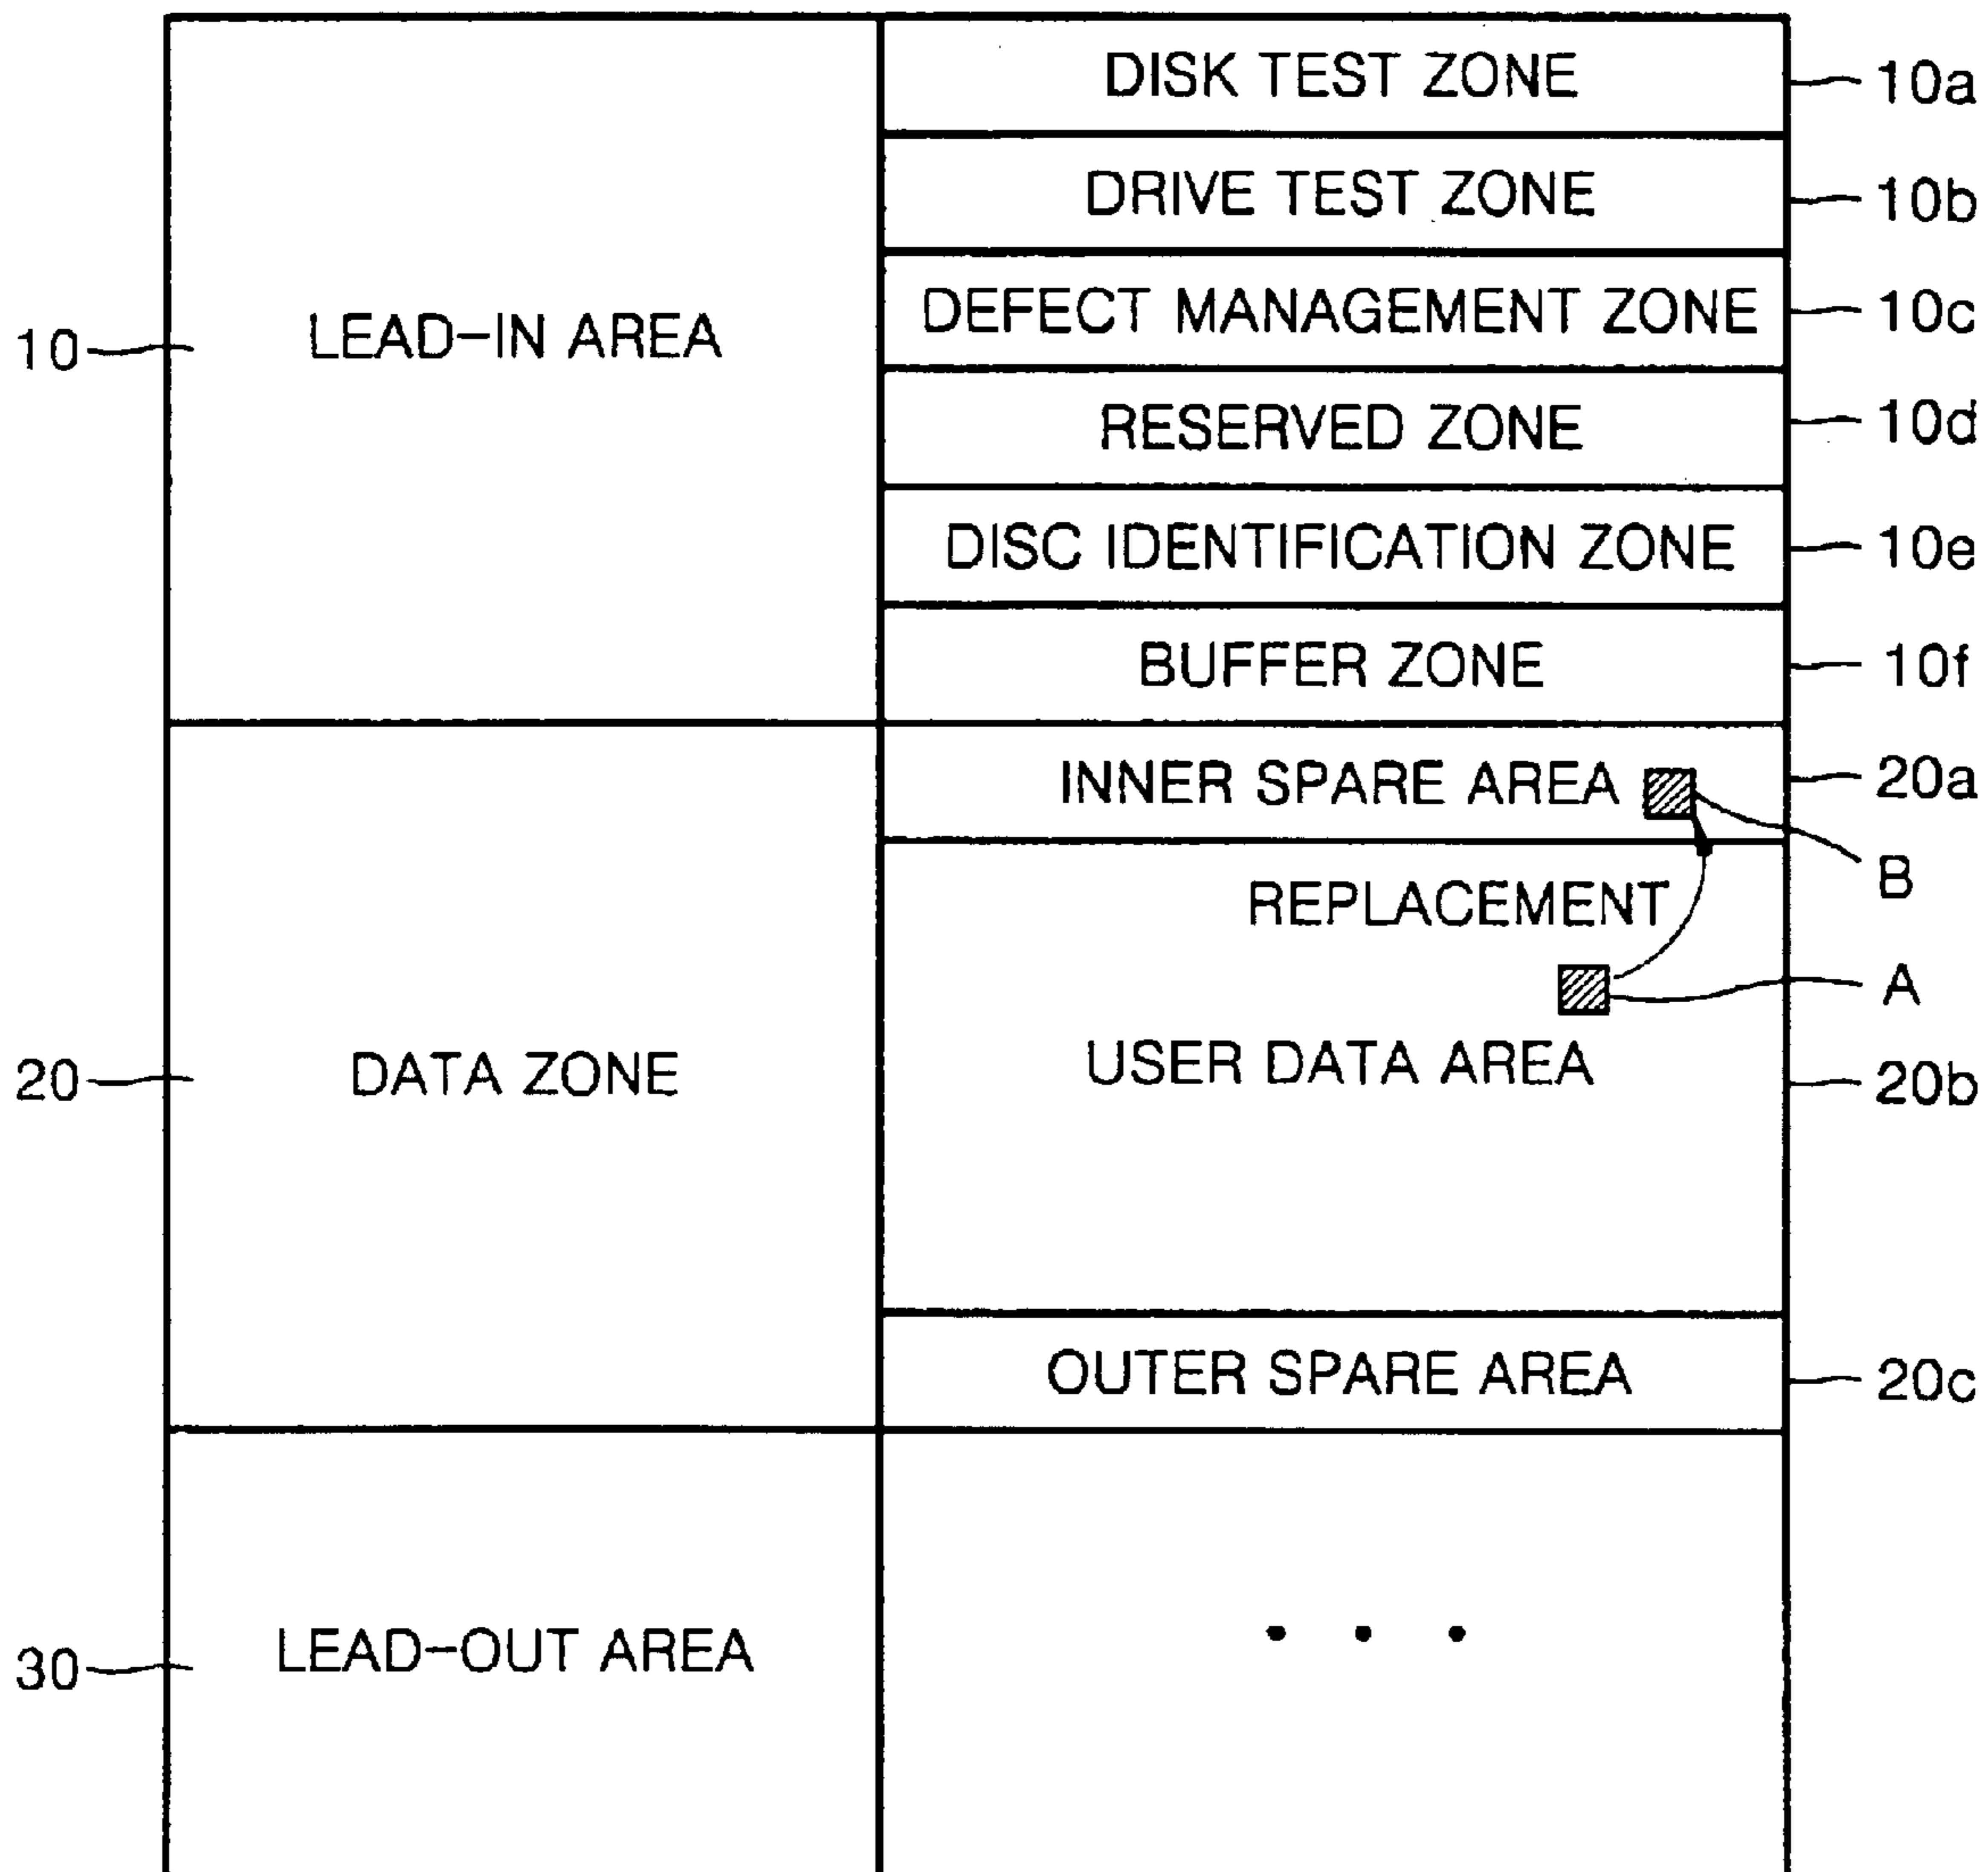 DISK TEST ZONE 10a
DRIVE TEST ZONE 10b
DEFECT MANAGEMENT ZONE 10c
10 LEAD-IN AREA
RESERVED ZONE 10d
DISC IDENTIFICATION ZONE 10e
BUFFER ZONE 10f
INNER SPARE AREA 20a
B
REPLACEMENT
A
20 DATA ZONE
USER DATA AREA 20b
OUTER SPARE AREA 20c
30 LEAD-OUT AREA
• • •